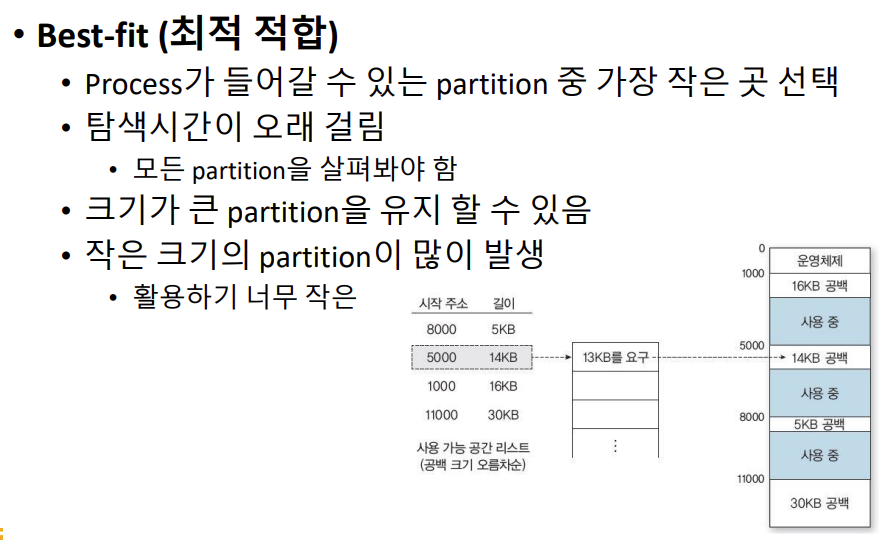 • Best-fit (최적 적합)
• Process가 들어갈 수 있는 partition 중 가장 작은 곳 선택
• 탐색시간이 오래 걸림
• 모든 partition을 살펴봐야 함
• 크기가 큰 partition을 유지 할 수 있음
• 작은 크기의 partition이 많이 발생
• 활용하기 너무 작은
시작 주소 길이
8000 5KB
5000 14KB
1000 16KB
11000 30KB
사용 가능 공간 리스트
(공백 크기 오름차순)
13KB를 요구
⋮
0
운영체제
1000
16KB 공백
사용 중
5000
14KB 공백
사용 중
8000
5KB 공백
사용 중
11000
30KB 공백